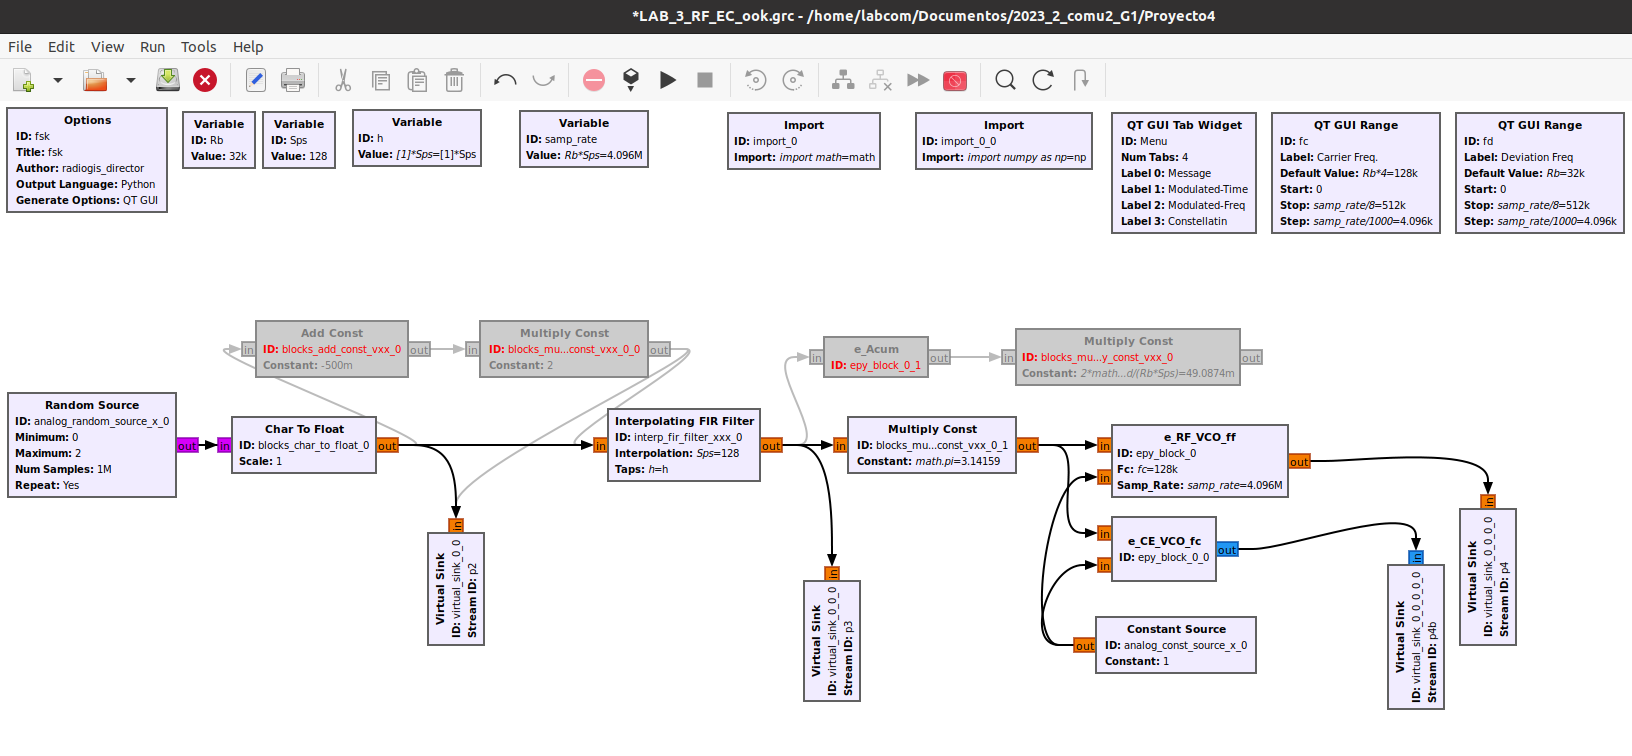 *LAB_3_RF_EC_ook.grc - /home/labcom/Documentos/2023_2_comu2_G1/Proyecto4
File Edit View Run Tools Help
Options
ID: fsk
Title: fsk
Author: radiogis_director
Output Language: Python
Generate Options: QT GUI
Variable
ID: Rb
Value: 32k
Variable
ID: Sps
Value: 128
Variable
ID: h
Value: [1]*Sps=[1]*Sps
Variable
ID: samp_rate
Value: Rb*Sps=4.096M
Import
ID: import_0
Import: import math=math
Import
ID: import_0_0
Import: import numpy as np=np
QT GUI Tab Widget
ID: Menu
Num Tabs: 4
Label 0: Message
Label 1: Modulated-Time
Label 2: Modulated-Freq
Label 3: Constellatin
QT GUI Range
ID: fc
Label: Carrier Freq.
Default Value: Rb*4=128k
Start: 0
Stop: samp_rate/8=512k
Step: samp_rate/1000=4.096k
QT GUI Range
ID: fd
Label: Deviation Freq
Default Value: Rb=32k
Start: 0
Stop: samp_rate/8=512k
Step: samp_rate/1000=4.096k
in
Add Const
ID: blocks_add_const_vxx_0
Constant: -500m
out
in
Multiply Const
ID: blocks_mu...const_vxx_0_0
Constant: 2
out
in
e_Acum
ID: epy_block_0_1
out
in
Multiply Const
ID: blocks_mu...y_const_vxx_0
Constant: 2*math...d/(Rb*Sps)=49.0874m
out
Random Source
ID: analog_random_source_x_0
Minimum: 0
Maximum: 2
Num Samples: 1M
Repeat: Yes
out
in
Char To Float
ID: blocks_char_to_float_0
Scale: 1
out
in
Interpolating FIR Filter
ID: interp_fir_filter_xxx_0
Interpolation: Sps=128
Taps: h=h
out
in
Multiply Const
ID: blocks_mu...const_vxx_0_1
Constant: math.pi=3.14159
out
in
in
e_RF_VCO_ff
ID: epy_block_0
Fc: fc=128k
Samp_Rate: samp_rate=4.096M
out
in
in
e_CE_VCO_fc
ID: epy_block_0_0
out
Constant Source
ID: analog_const_source_x_0
Constant: 1
out
in
Virtual Sink
ID: virtual_sink_0_0
Stream ID: p2
in
Virtual Sink
ID: virtual_sink_0_0_0
Stream ID: p3
in
Virtual Sink
ID: virtual_sink_0_0_0_0_0
Stream ID: p4b
in
Virtual Sink
ID: virtual_sink_0_0_0_0
Stream ID: p4